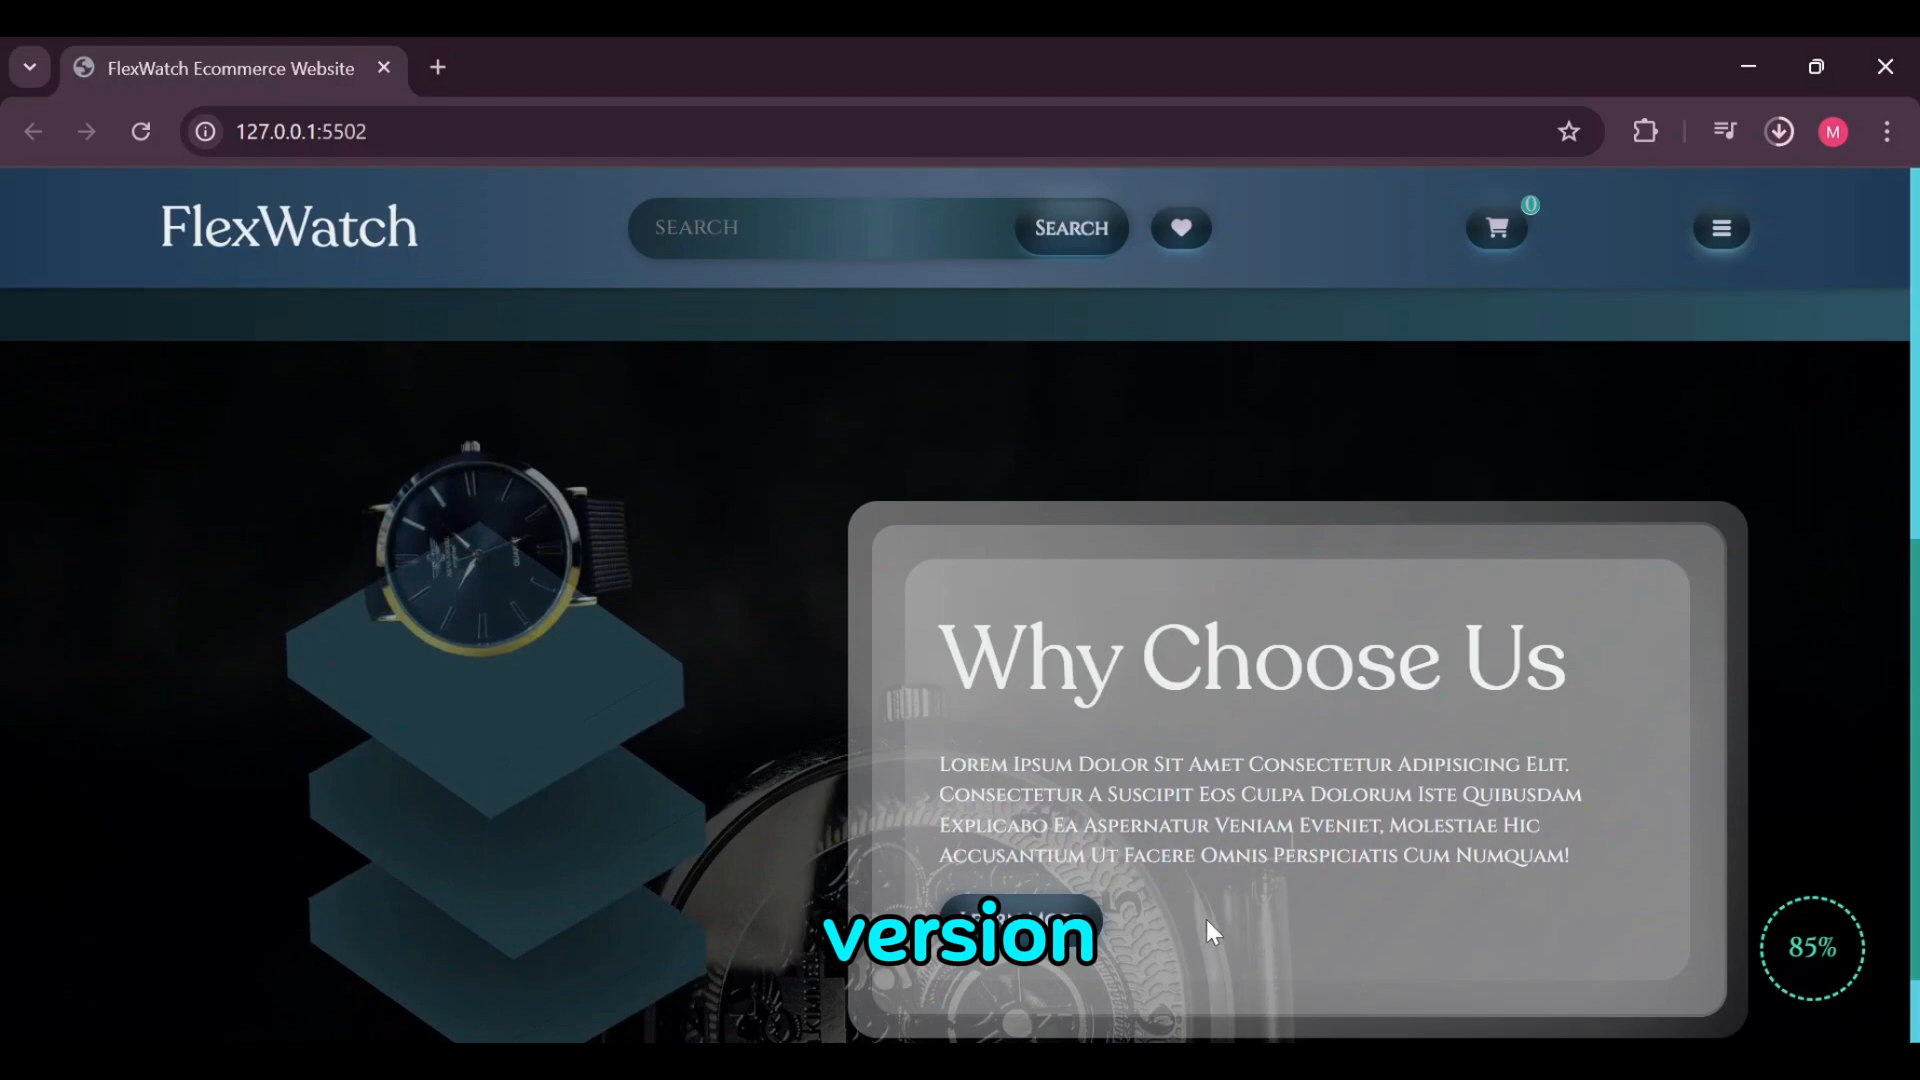 FlexWatch Ecommerce Website
127.0.0.1:5502
M
FlexWatch
SEARCH
SEARCH
0
Why Choose Us
LOREM IPSUM DOLOR SIT AMET CONSECTETUR ADIPISICING ELIT.
CONSECTETUR A SUSCIPIT EOS CULPA DOLORUM ISTE QUIBUSDAM
EXPLICABO EA ASPERNATUR VENIAM EVENIET, MOLESTIAE HIC
ACCUSANTIUM UT FACERE OMNIS PERSPICIATIS CUM NUMQUAM!
version
85%